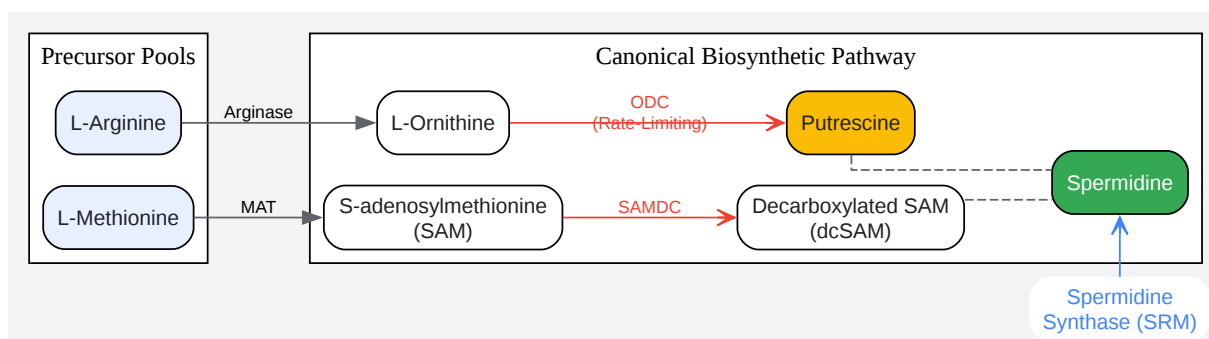 Precursor Pools
Canonical Biosynthetic Pathway
L-Arginine
Arginase
L-Ornithine
ODC
(Rate-Limiting)
Putrescine
Spermidine
L-Methionine
MAT
S-adenosylmethionine
(SAM)
SAMDC
Decarboxylated SAM
(dcSAM)
Spermidine
Synthase (SRM)